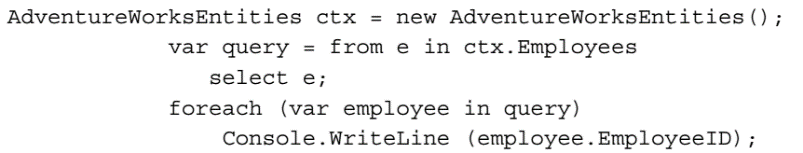 AdventureWorksEntities ctx = new AdventureWorksEntities();
var query = from e in ctx.Employees
select e;
foreach (var employee in query)
Console.WriteLine (employee.EmployeeID);